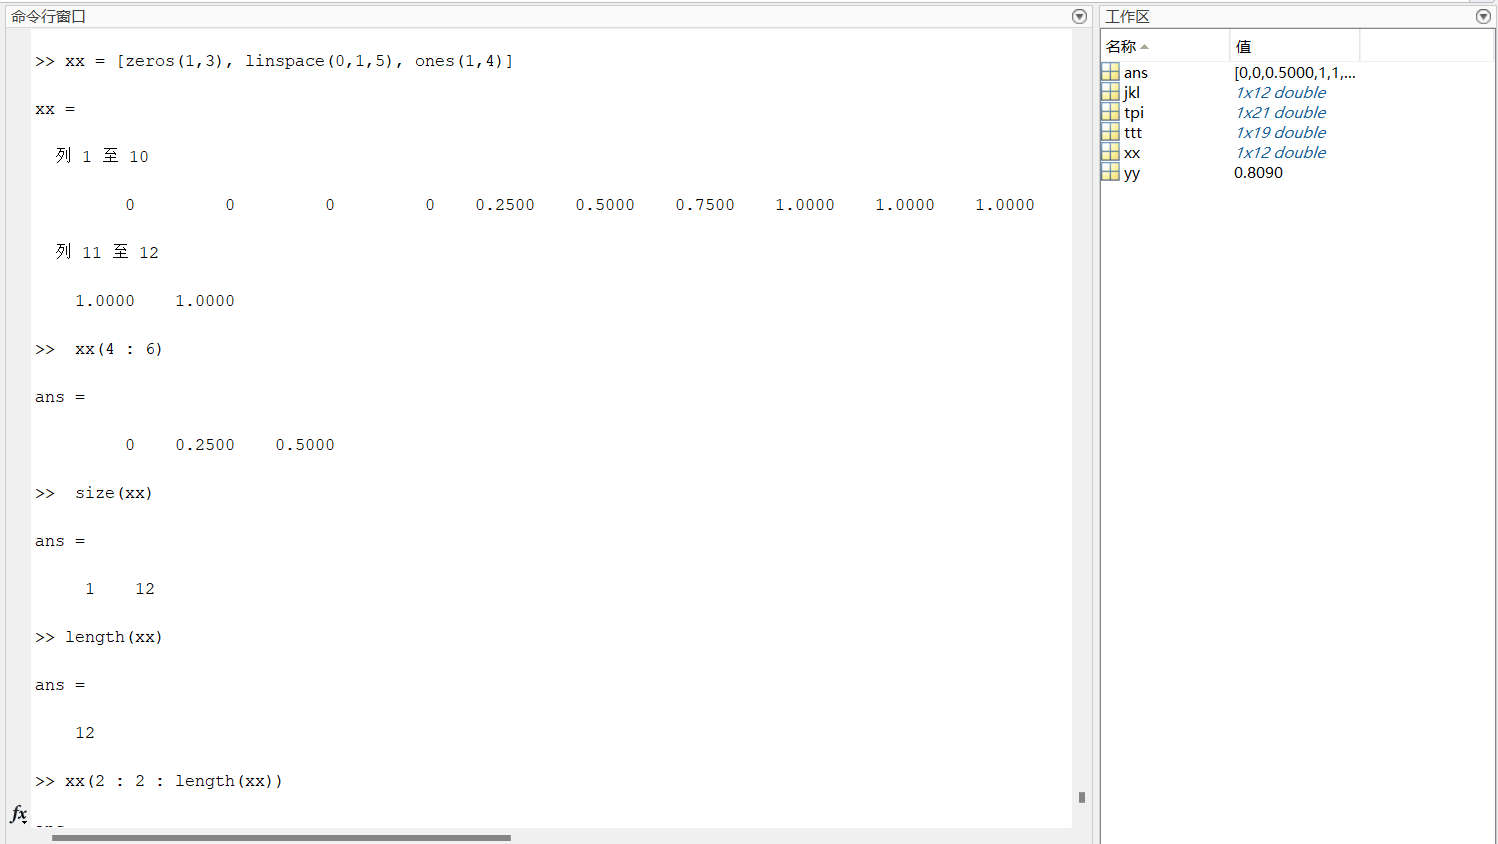 命令行窗口
>> xx = [zeros(1,3), linspace(0,1,5), ones(1,4)]
xx =
列 1 至 10
0 0 0 0 0.2500 0.5000 0.7500 1.0000 1.0000 1.0000
列 11 至 12
1.0000 1.0000
>> xx(4 : 6)
ans =
0 0.2500 0.5000
>> size(xx)
ans =
1 12
>> length(xx)
ans =
12
>> xx(2 : 2 : length(xx))
fx
工作区
名称 值
ans [0,0,0.5000,1,1,...
jkl 1x12 double
tpi 1x21 double
ttt 1x19 double
xx 1x12 double
yy 0.8090